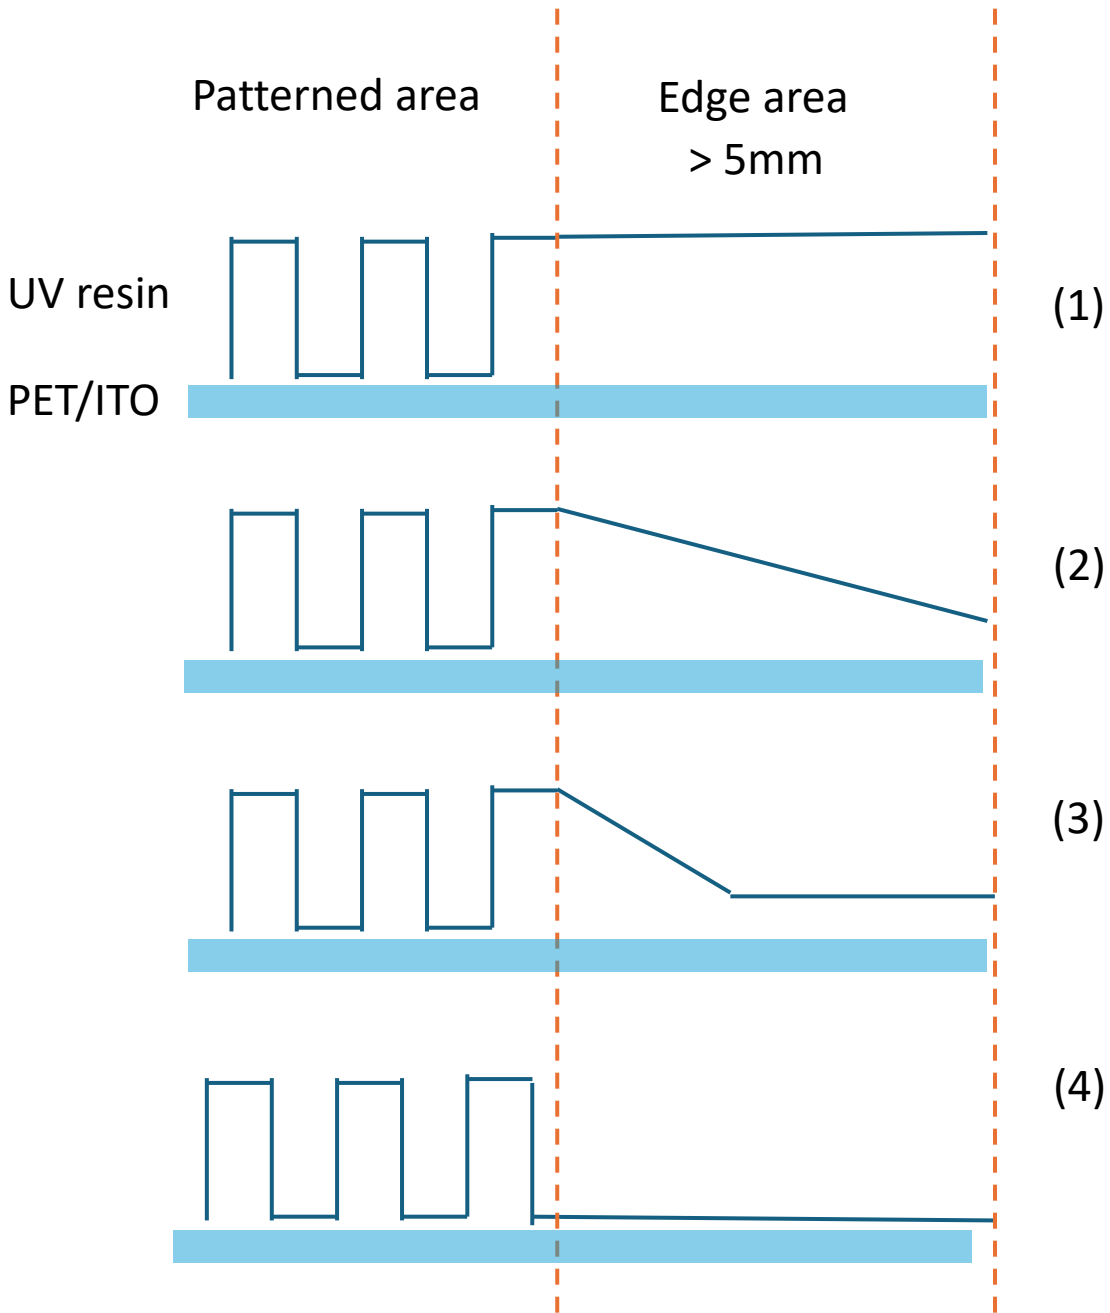 Patterned area
Edge area
> 5mm
UV resin
(1)
PET/ITO
(2)
(3)
(4)